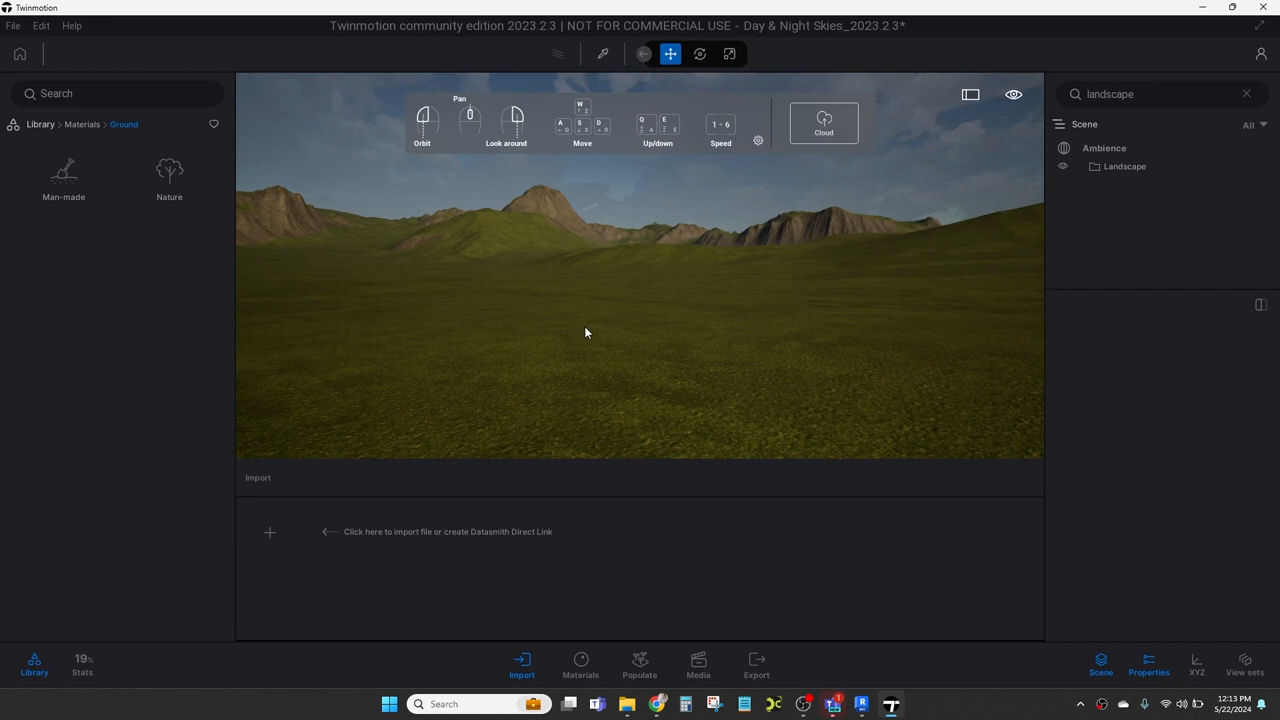 Twinmotion
File Edit Help
Twinmotion community edition 2023.2.3 | NOT FOR COMMERCIAL USE - Day & Night Skies_2023.2.3*
Search
Library > Materials > Ground
Man-made
Nature
Pan
Orbit
Look around
W
A S D
Move
Q E
Up/down
1 - 6
Speed
Cloud
landscape
Scene
All
Ambience
Landscape
Import
Click here to import file or create Datasmith Direct Link
Library
19%
Stats
Import
Materials
Populate
Media
Export
Scene
Properties
XYZ
View sets
Search
1
12:13 PM
5/22/2024